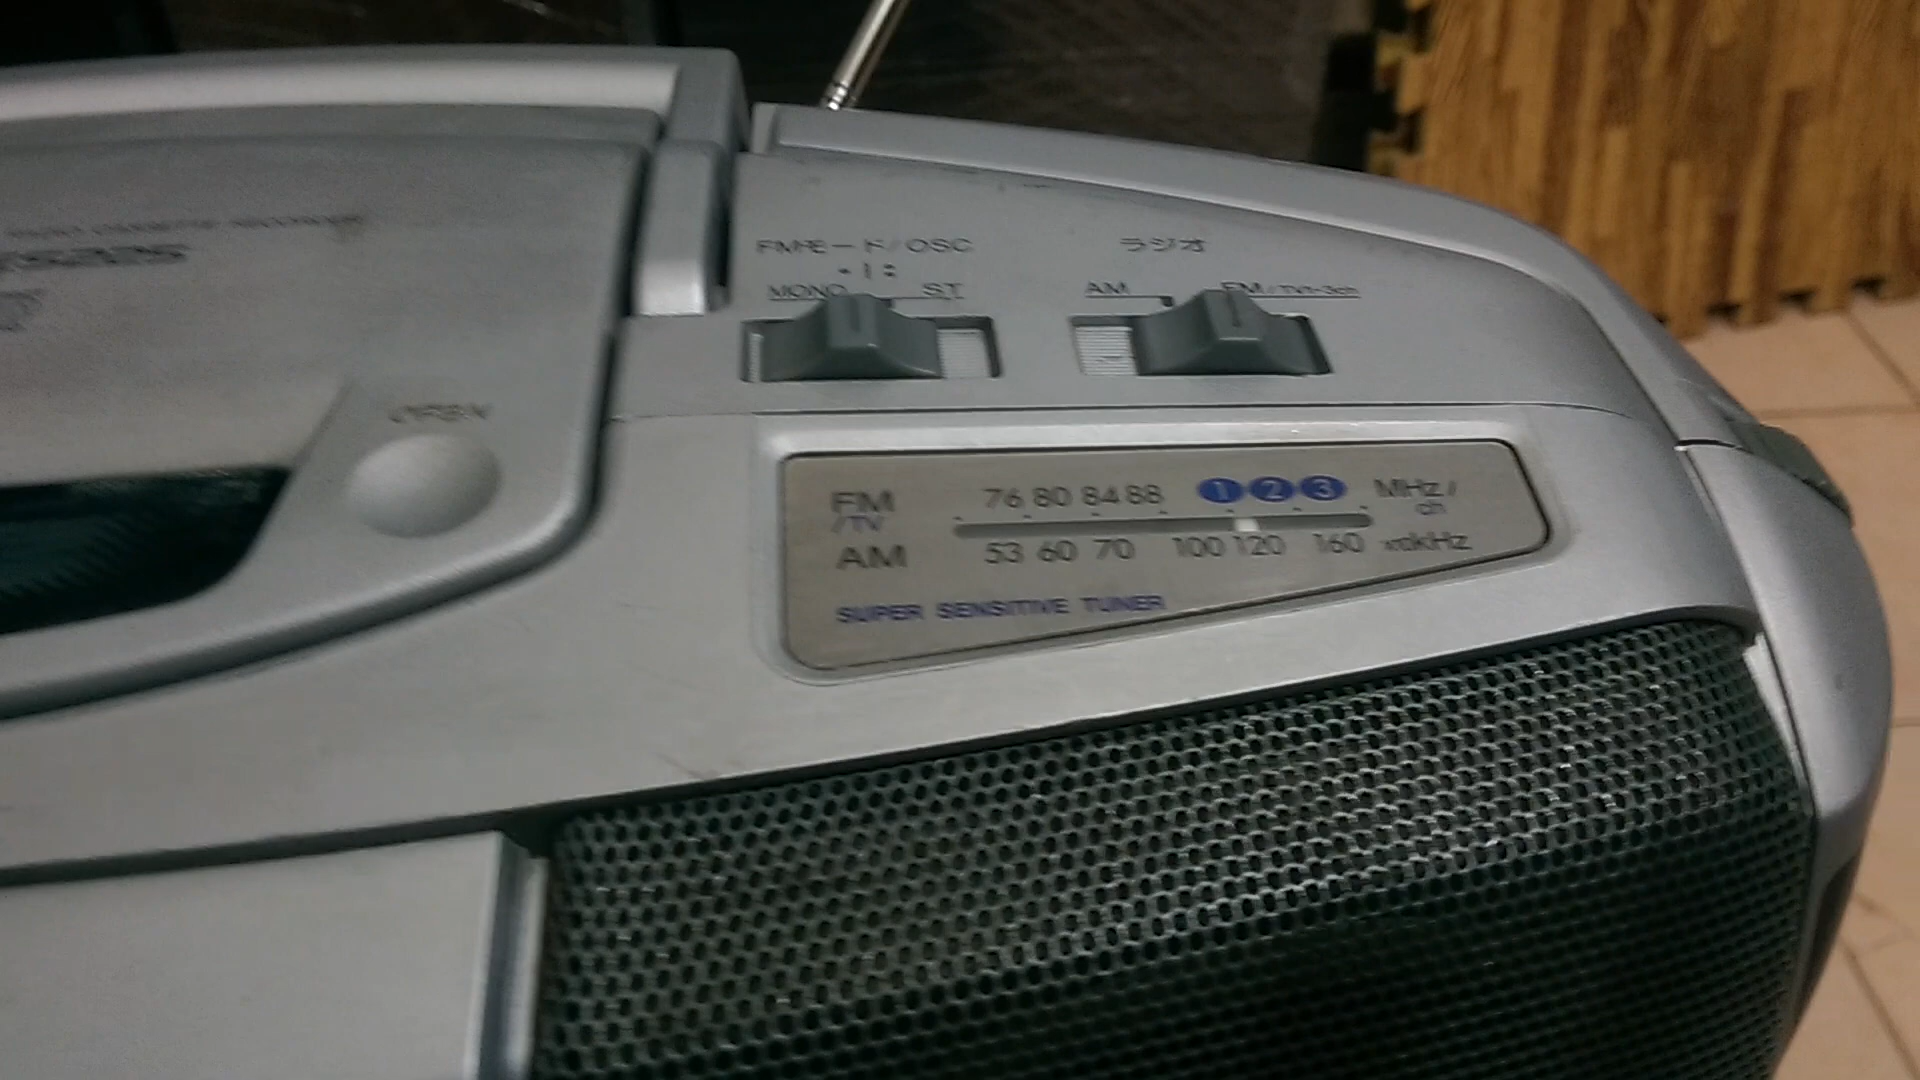 FMモード/OSC
MONO ST
ラジオ
AM FM/TV1-3ch
OPEN
FM 76 80 84 88 1 2 3 MHz/
/TV ch
AM 53 60 70 100 120 160 x10kHz
SUPER SENSITIVE TUNER